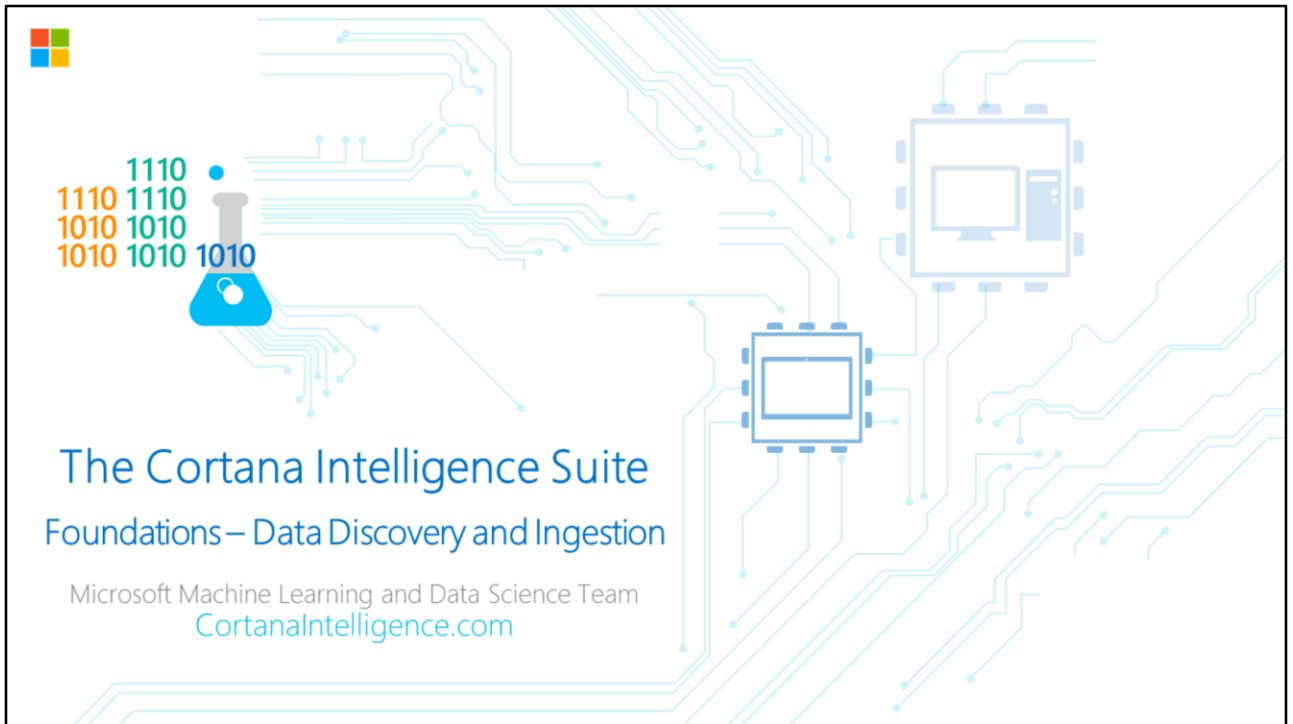 1110
1110 1110
1010 1010
1010 1010 1010
The Cortana Intelligence Suite
Foundations – Data Discovery and Ingestion
Microsoft Machine Learning and Data Science Team
CortanaIntelligence.com